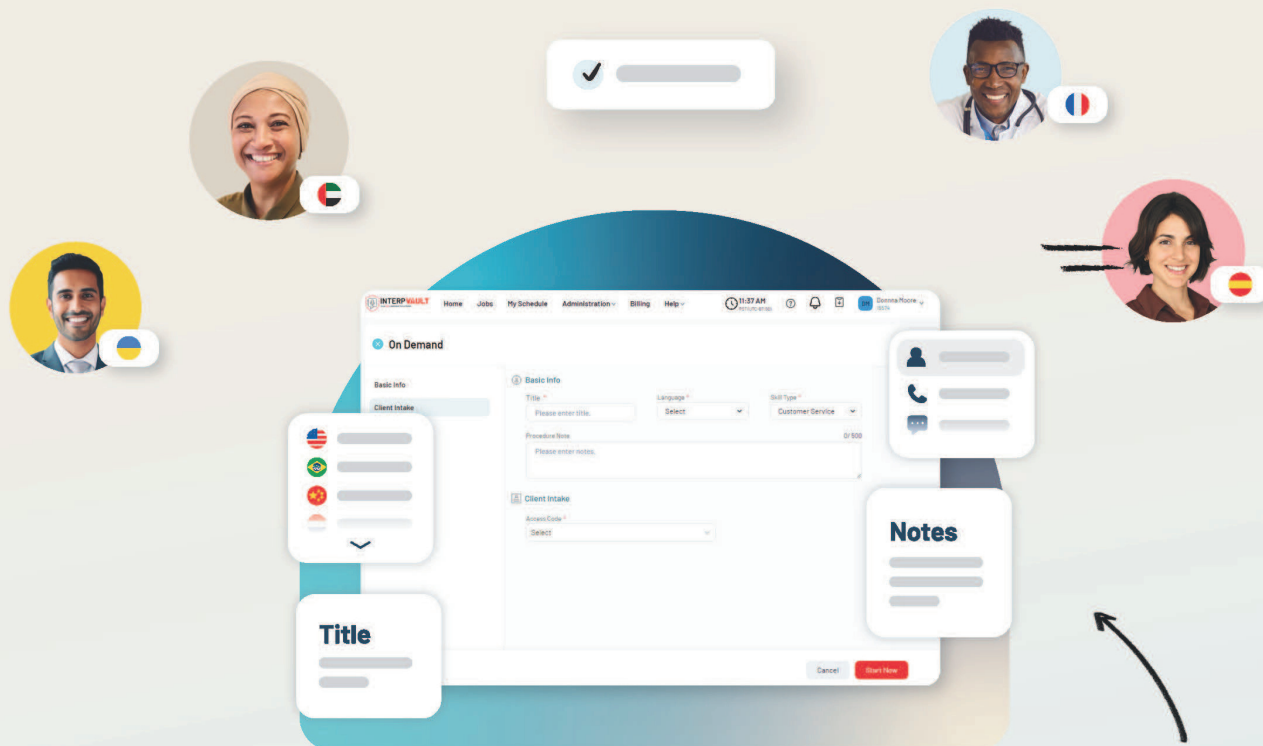 INTERPVAULT Home Jobs My Schedule Administration Billing Help 11:37 AM DM Donnna Moore
On Demand
Basic Info
Client Intake
Basic Info
Title * Language * Skill Type *
Please enter title. Select Customer Service
Procedure Note 0/ 500
Please enter notes.
Client Intake
Access Code *
Select
Notes
Title
Cancel Start Now